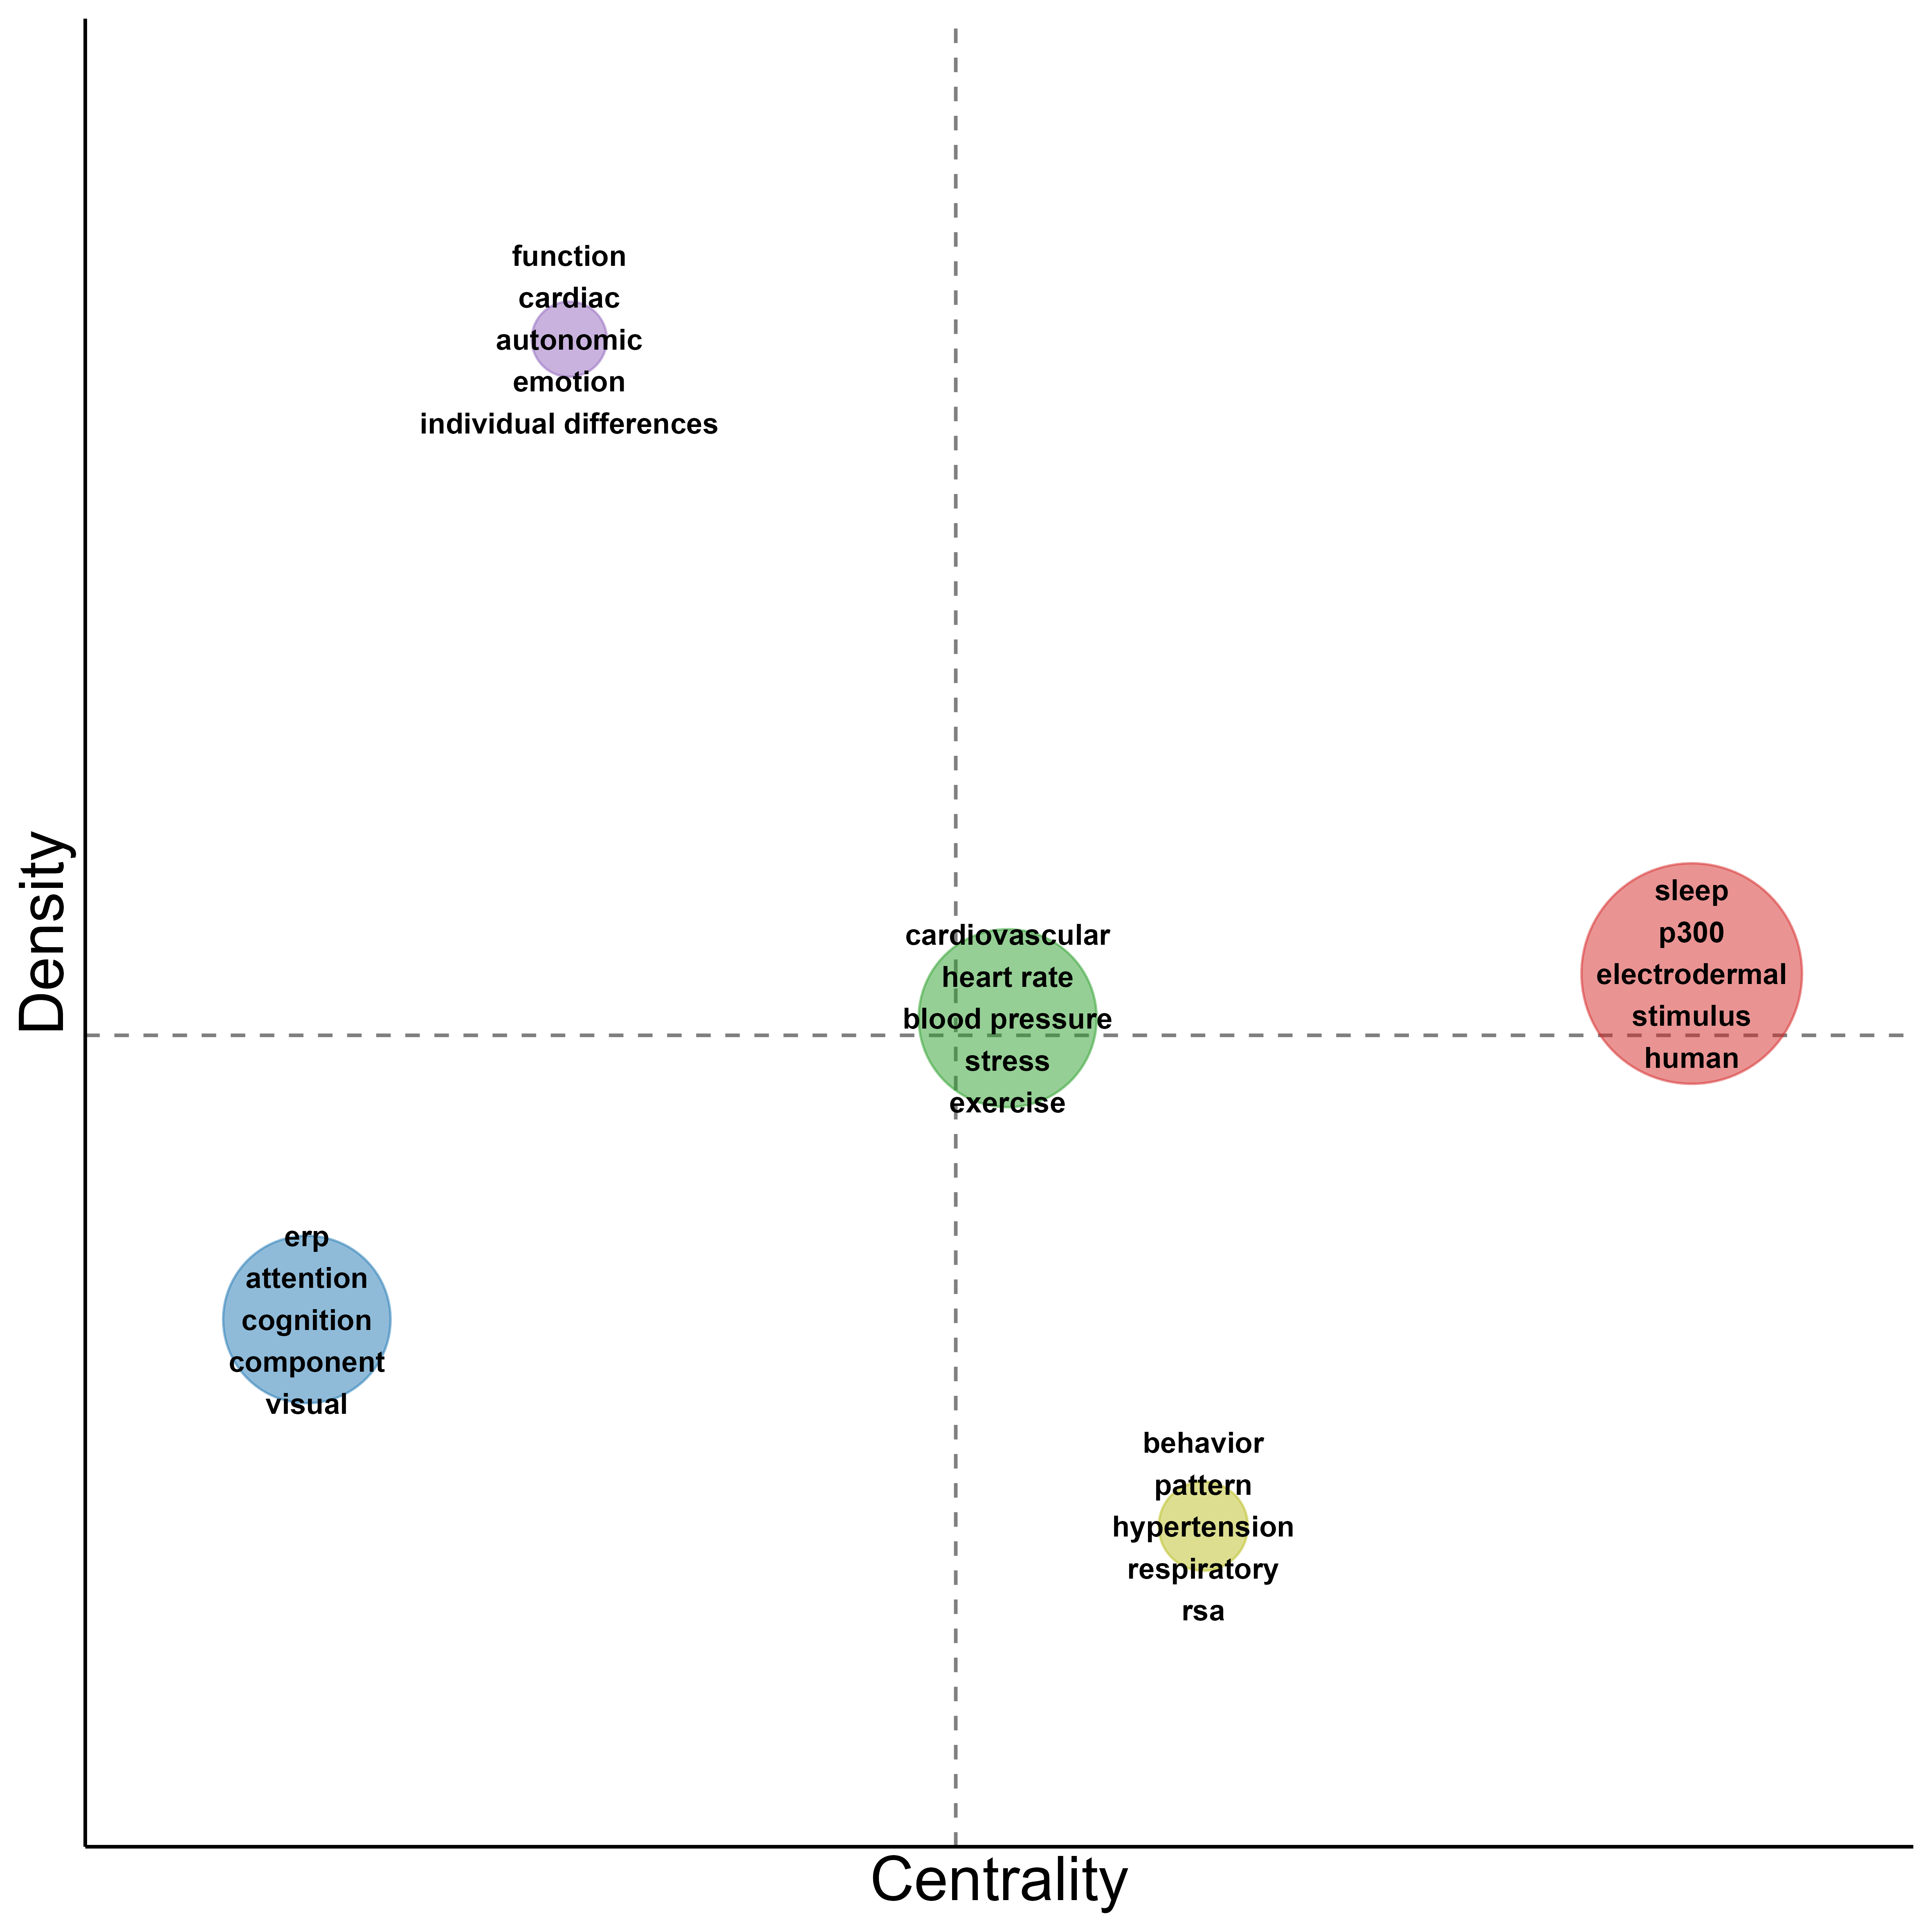 function
cardiac
autonomic
emotion
individual differences
sleep
p300
electrodermal
stimulus
human
cardiovascular
heart rate
blood pressure
stress
exercise
erp
attention
cognition
component
visual
behavior
pattern
hypertension
respiratory
rsa
Density
Centrality